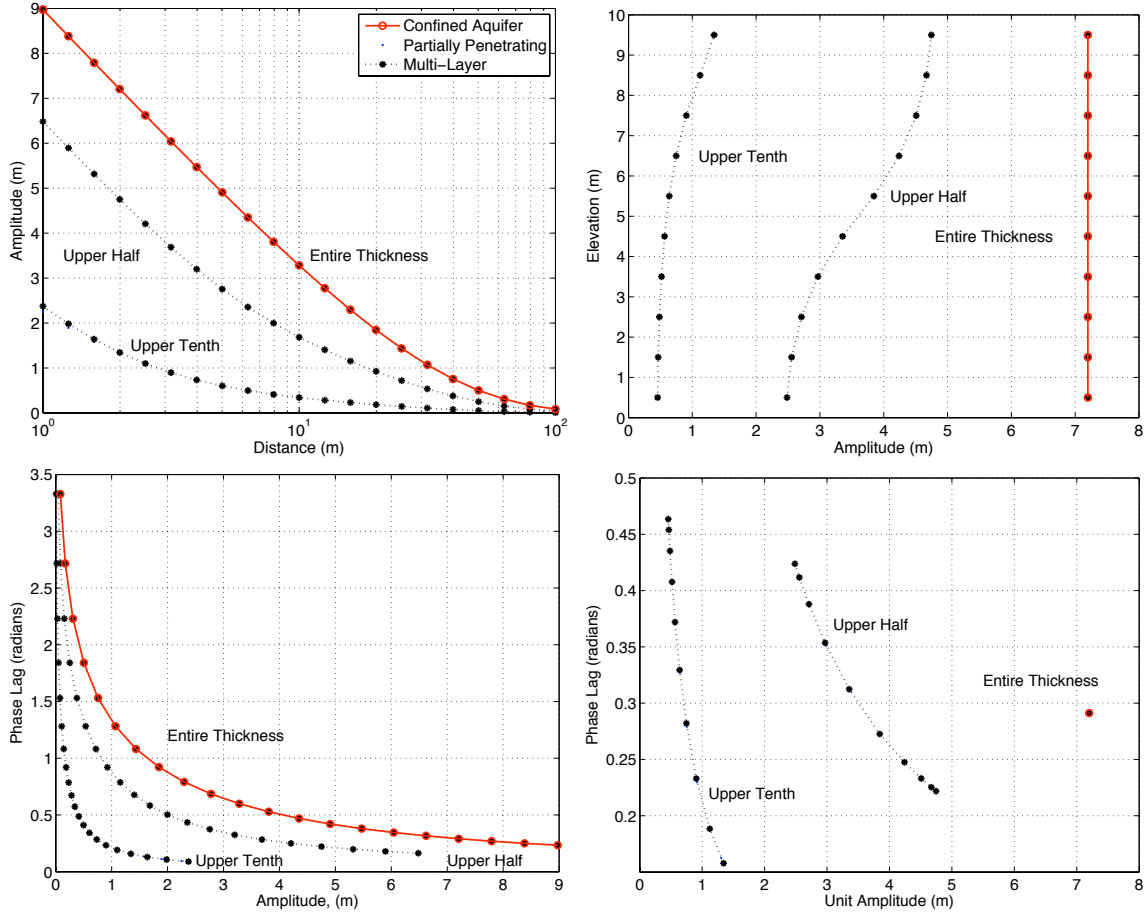 9
8
7
6
5
4
3
2
1
0
Amplitude (m)
Confined Aquifer
Partially Penetrating
Multi−Layer
Upper Half
Entire Thickness
Upper Tenth
10^0 10^1 10^2
Distance (m)
10
9
8
7
6
5
4
3
2
1
0
Elevation (m)
Upper Tenth
Upper Half
Entire Thickness
0 1 2 3 4 5 6 7 8
Amplitude (m)
3.5
3
2.5
2
1.5
1
0.5
0
Phase Lag (radians)
Entire Thickness
Upper Tenth
Upper Half
0 1 2 3 4 5 6 7 8 9
Amplitude, (m)
0.5
0.45
0.4
0.35
0.3
0.25
0.2
Phase Lag (radians)
Upper Half
Entire Thickness
Upper Tenth
0 1 2 3 4 5 6 7 8
Unit Amplitude (m)